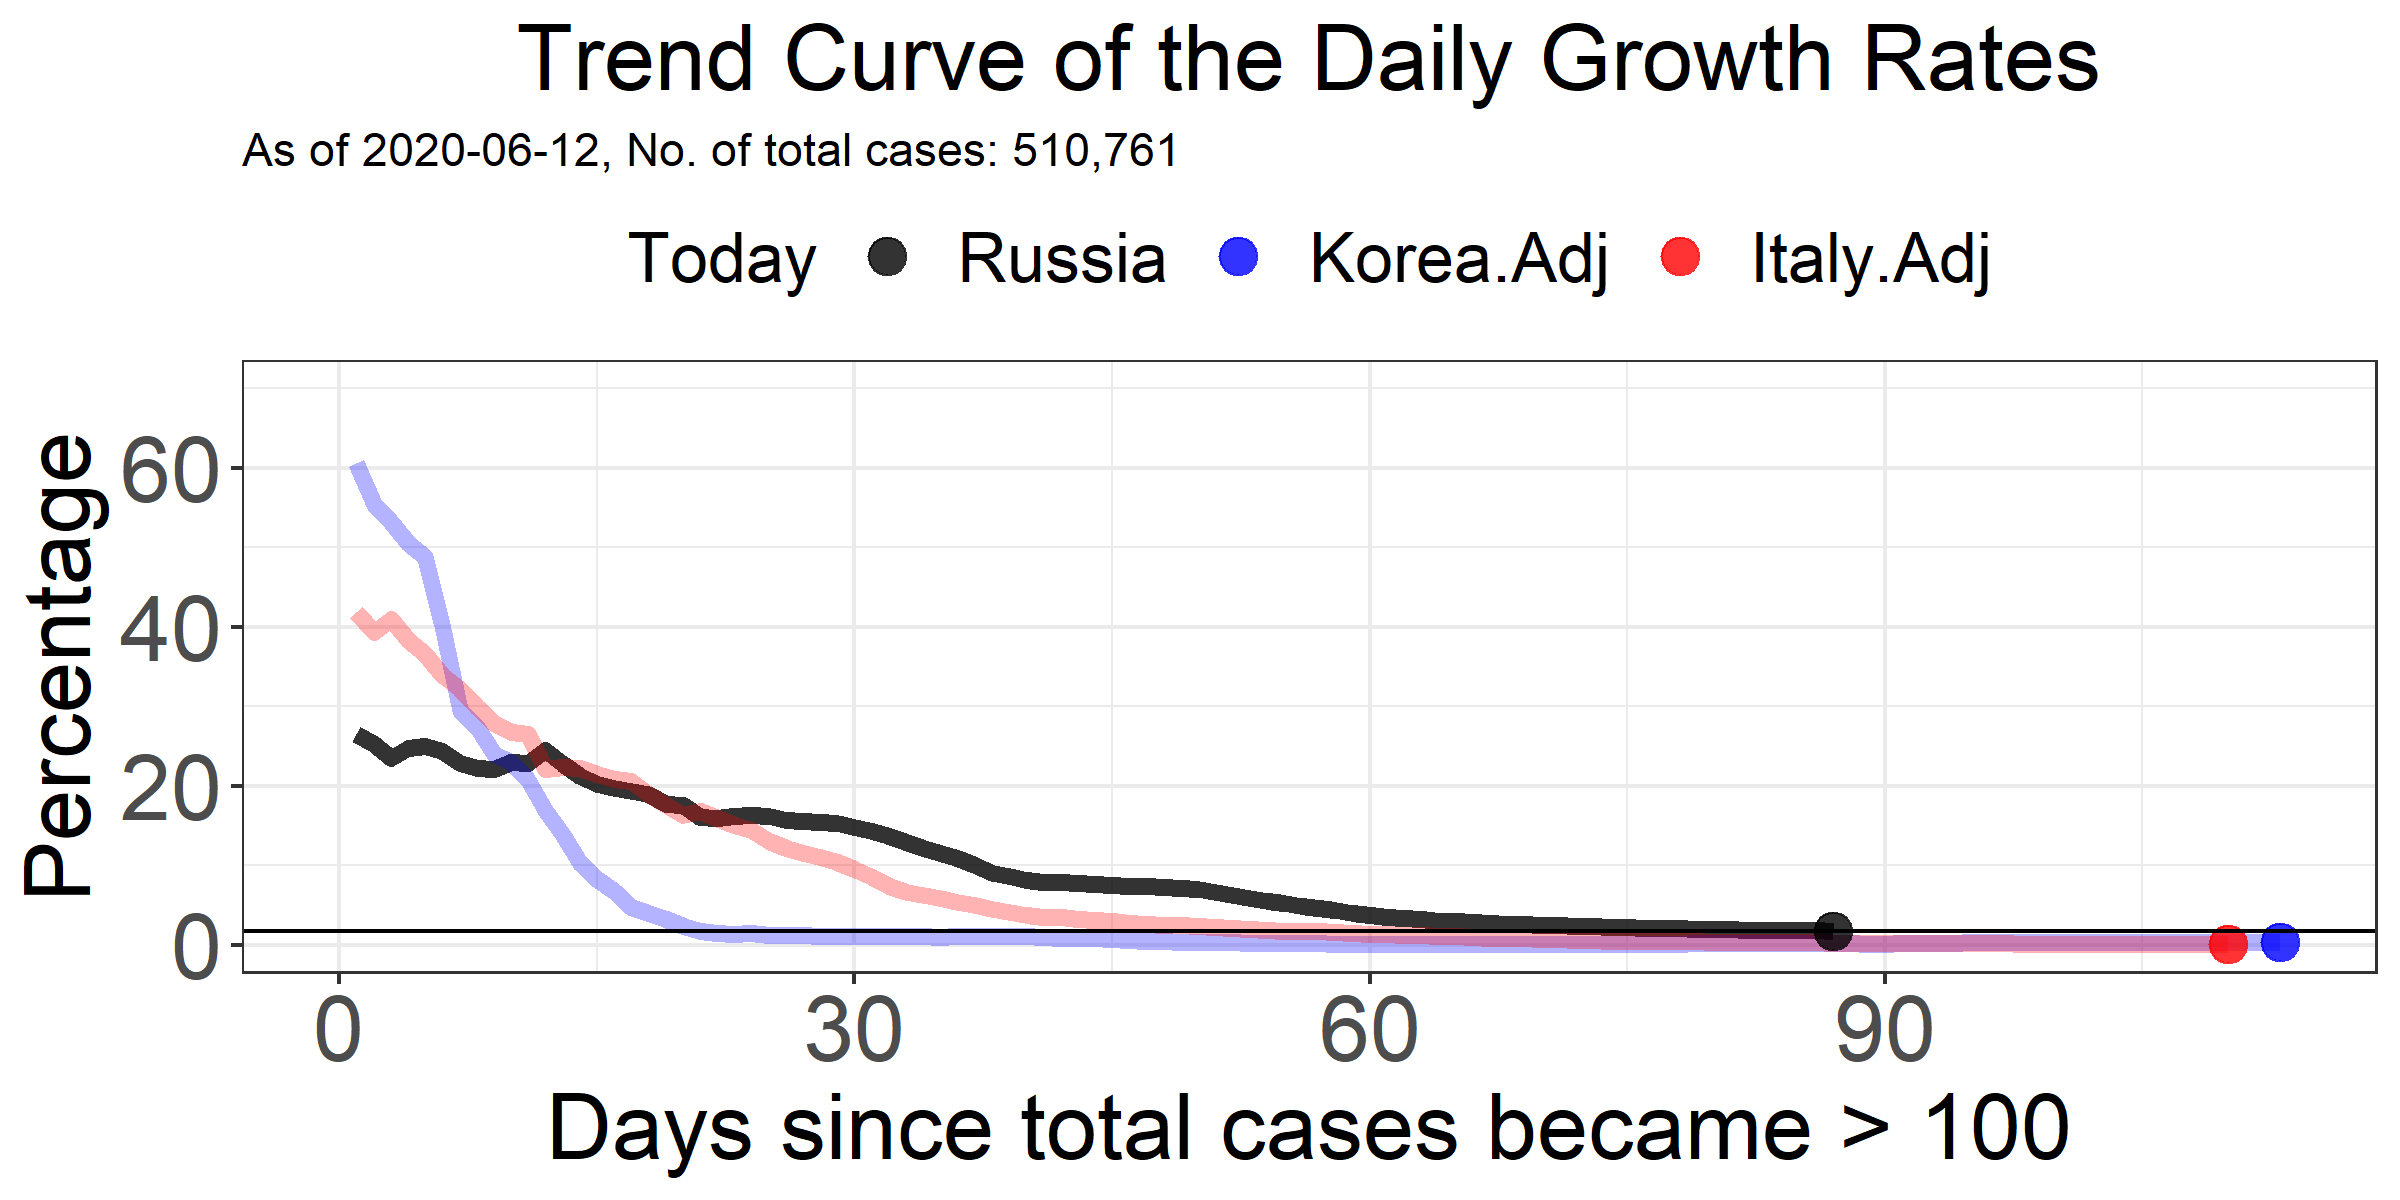 Trend Curve of the Daily Growth Rates
As of 2020-06-12, No. of total cases: 510,761
Today Russia Korea.Adj Italy.Adj
Percentage
60
40
20
0
0 30 60 90
Days since total cases became > 100